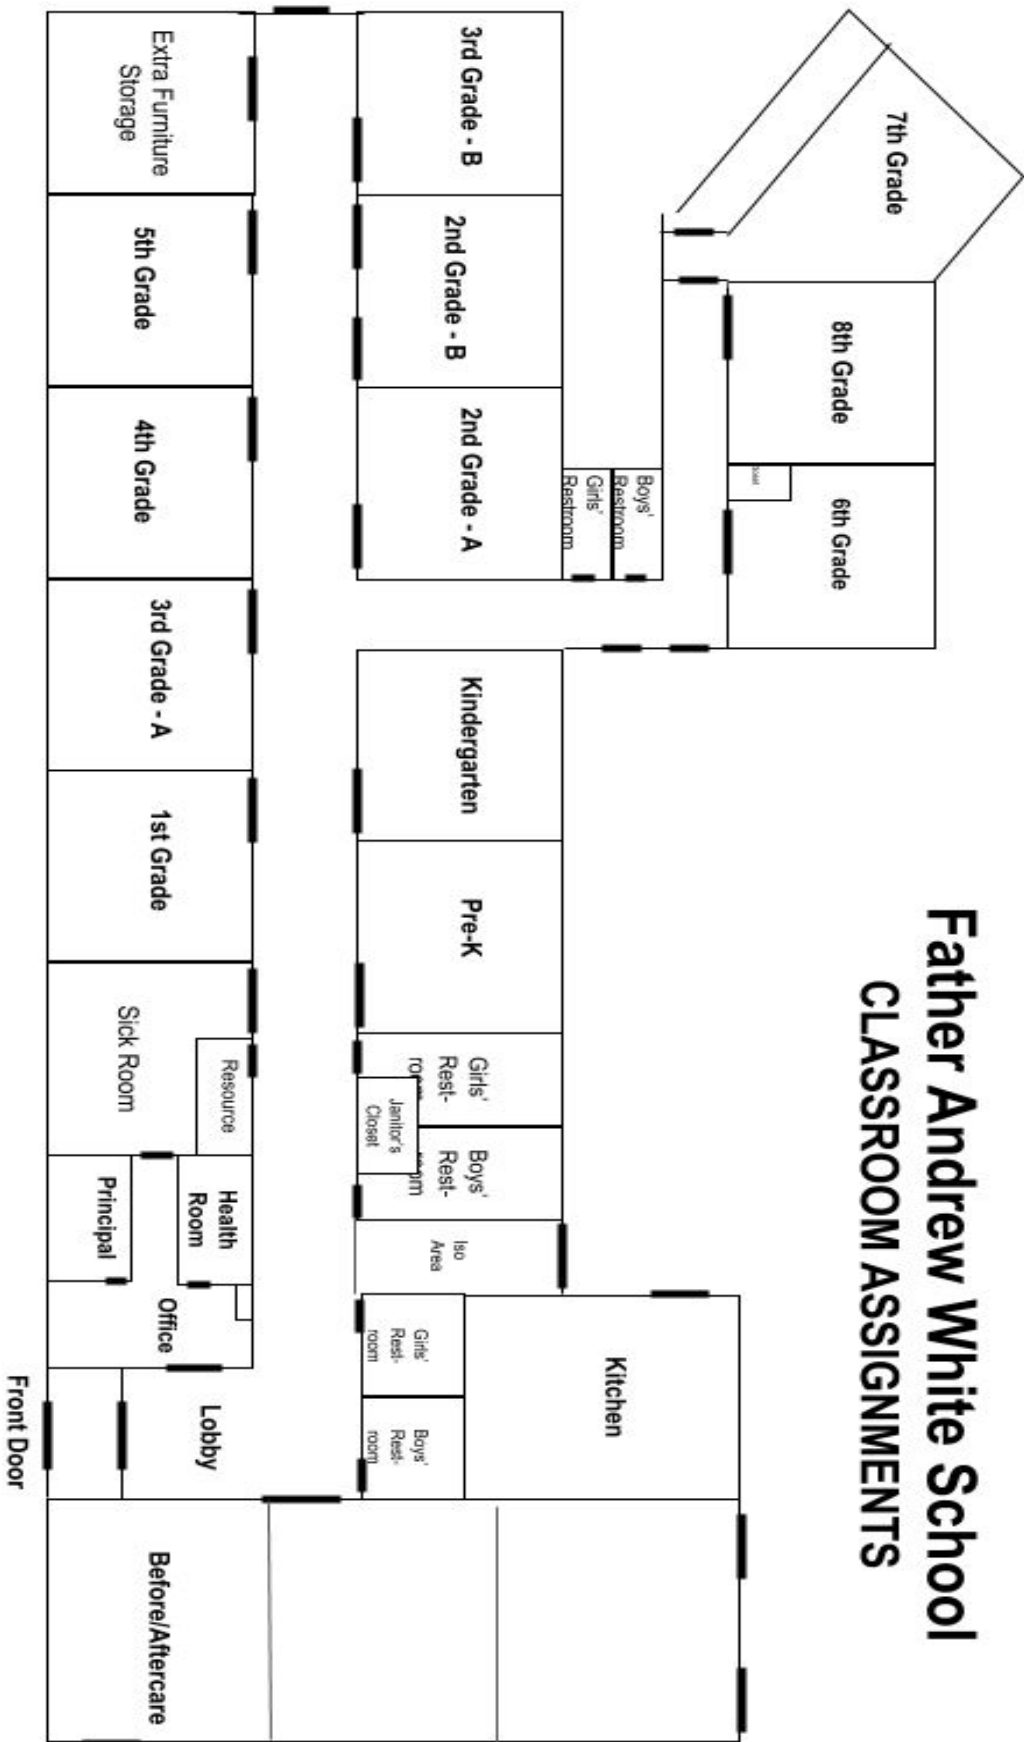 Father Andrew White School
CLASSROOM ASSIGNMENTS
7th Grade
8th Grade
6th Grade
Closet
3rd Grade - B
2nd Grade - B
2nd Grade - A
Boys'
Restroom
Girls'
Restroom
Kindergarten
Pre-K
Girls'
Rest-
room
Boys'
Rest-
room
Janitor's
Closet
Iso
Area
Girls'
Rest-
room
Boys'
Rest-
room
Kitchen
Extra Furniture
Storage
5th Grade
4th Grade
3rd Grade - A
1st Grade
Sick Room
Resource
Health
Room
Principal
Office
Lobby
Before/Aftercare
Front Door